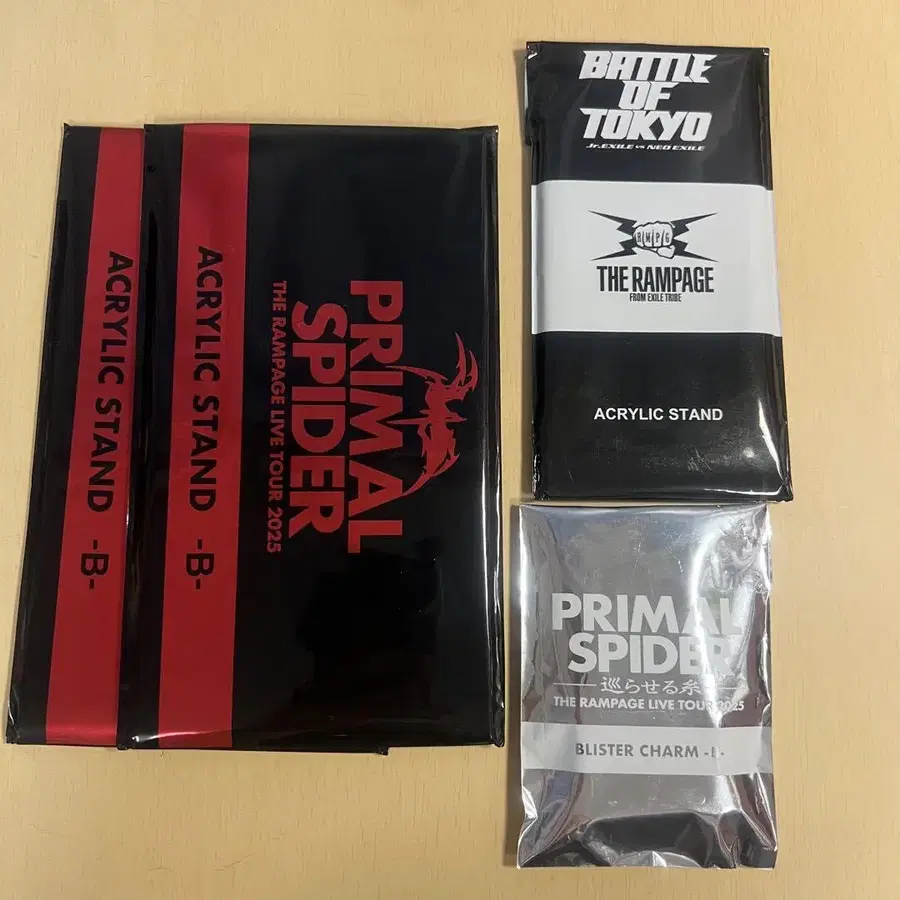 ACRYLIC STAND -B-
ACRYLIC STAND -B-
PRIMAL
SPIDER
THE RAMPAGE LIVE TOUR 2025
BATTLE
OF
TOKYO
Jr.EXILE vs NEO EXILE
RMPG
THE RAMPAGE
FROM EXILE TRIBE
ACRYLIC STAND
PRIMAL
SPIDER
巡らせる糸
THE RAMPAGE LIVE TOUR 2025
BLISTER CHARM